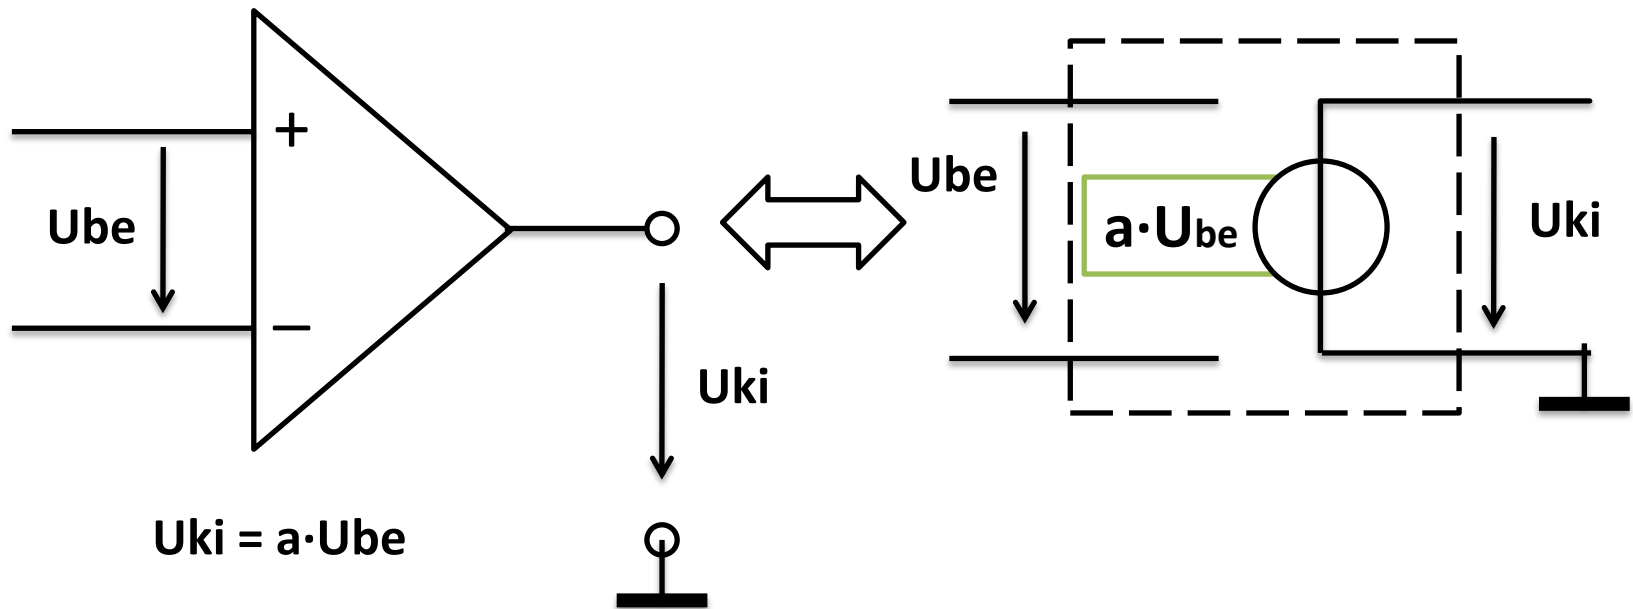 +
Ube
−
Uki
Uki = a·Ube
Ube
a·Ube
Uki